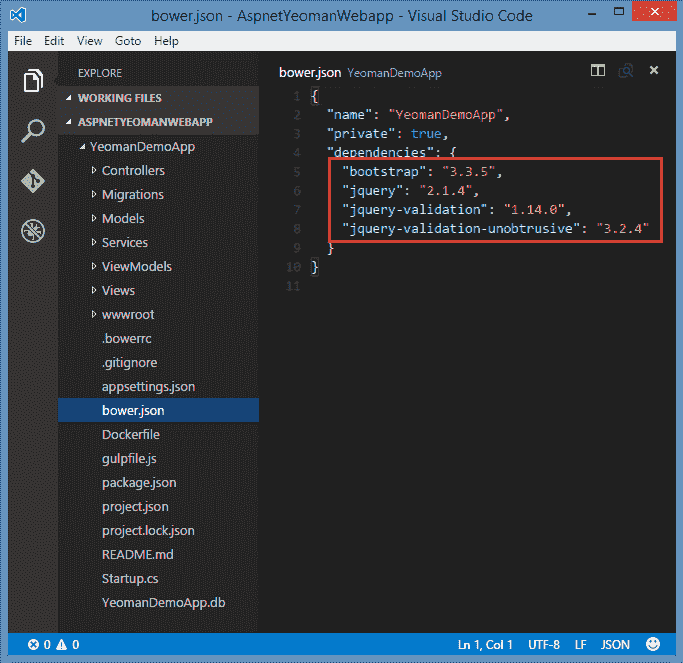 bower.json - AspnetYeomanWebapp - Visual Studio Code
File Edit View Goto Help
EXPLORE
WORKING FILES
ASPNETYEOMANWEBAPP
YeomanDemoApp
Controllers
Migrations
Models
Services
ViewModels
Views
wwwroot
.bowerrc
.gitignore
appsettings.json
bower.json
Dockerfile
gulpfile.js
package.json
project.json
project.lock.json
README.md
Startup.cs
YeomanDemoApp.db
bower.json YeomanDemoApp
1 {
2 "name": "YeomanDemoApp",
3 "private": true,
4 "dependencies": {
5 "bootstrap": "3.3.5",
6 "jquery": "2.1.4",
7 "jquery-validation": "1.14.0",
8 "jquery-validation-unobtrusive": "3.2.4"
9 }
10 }
11
0 0 Ln 1, Col 1 UTF-8 LF JSON